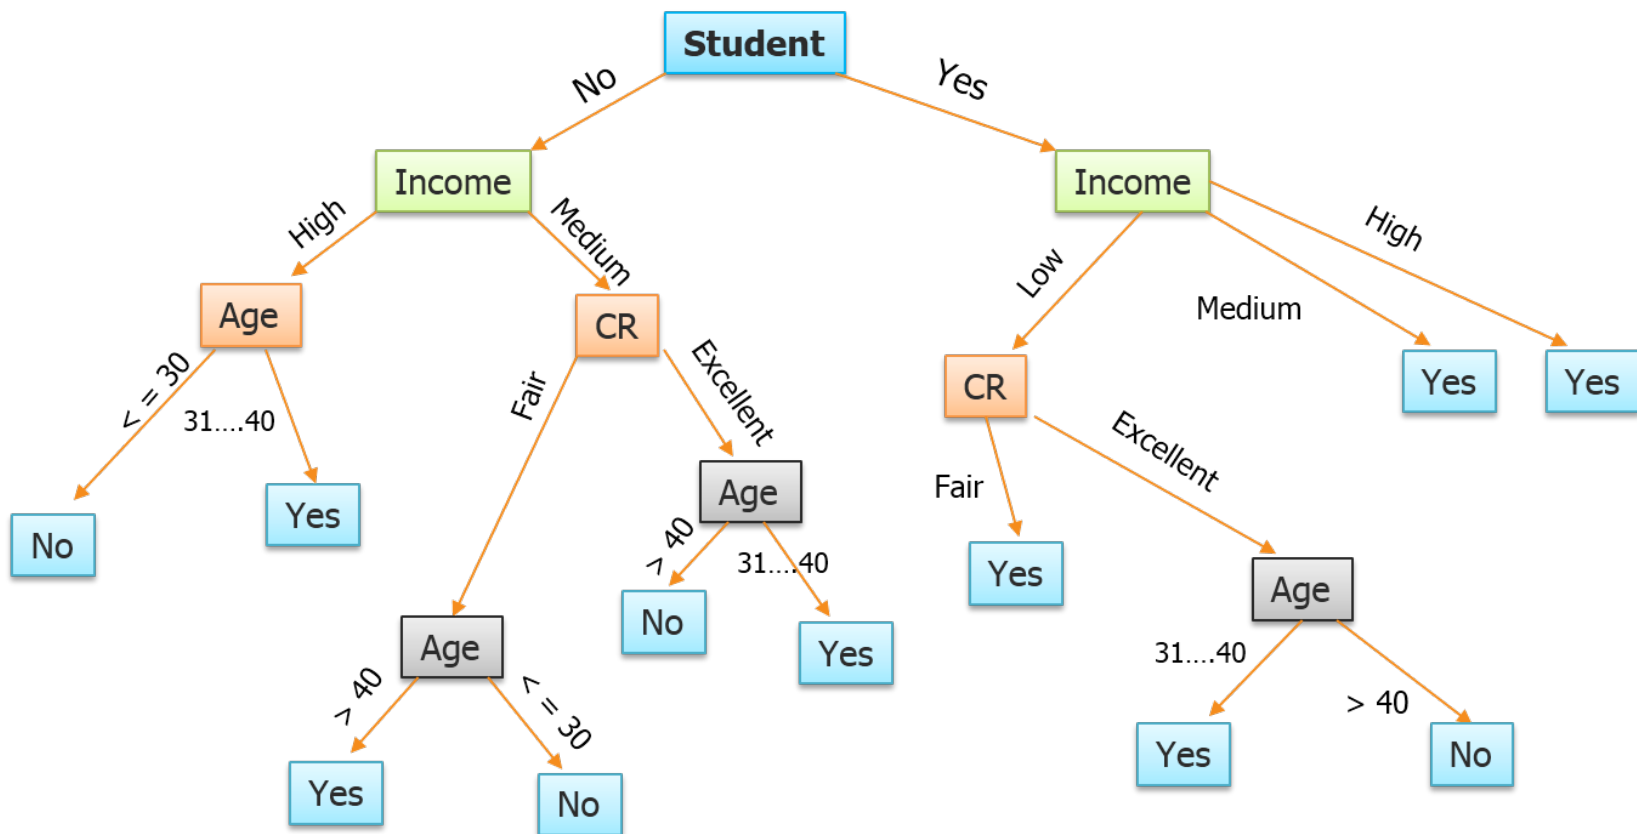 Student
No
Yes
Income
Income
High
Medium
Low
Medium
High
Age
CR
CR
Yes
Yes
< = 30
31....40
Fair
Excellent
Fair
Excellent
No
Yes
Age
Yes
Age
> 40
31....40
No
Yes
Age
31....40
> 40
> 40
< = 30
Yes
No
Yes
No